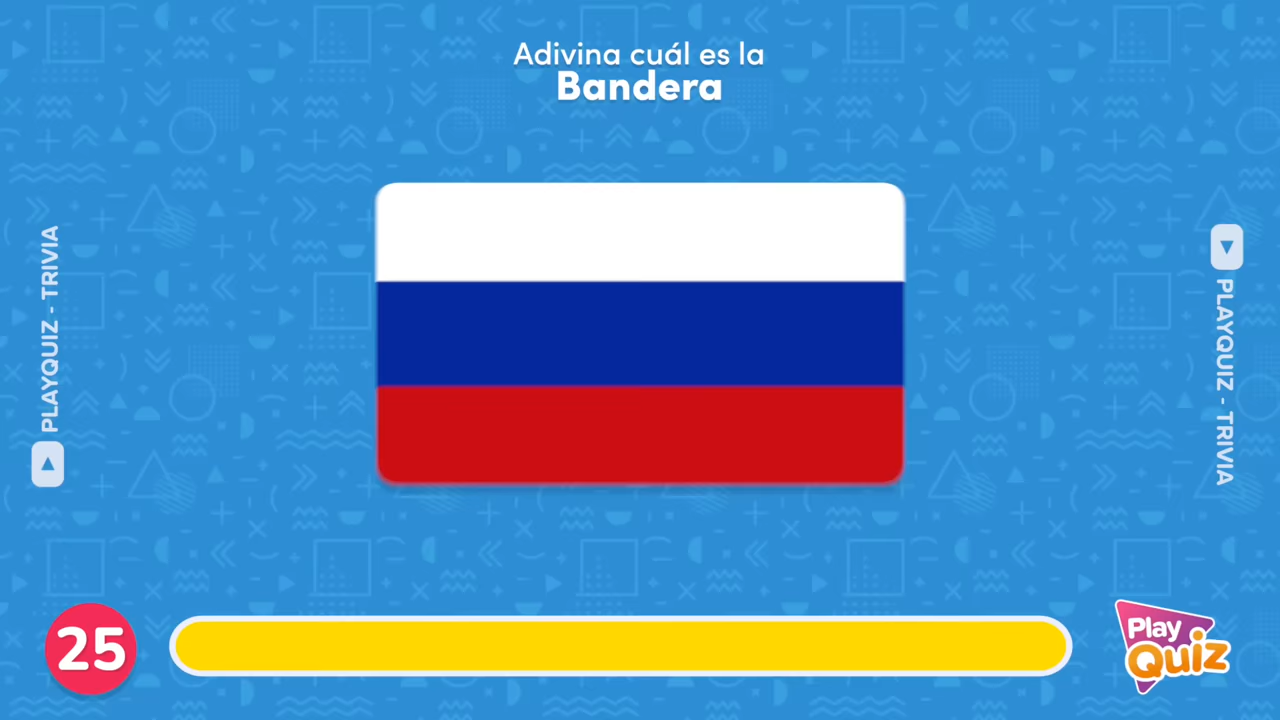 Adivina cuál es la
Bandera
PLAYQUIZ - TRIVIA
PLAYQUIZ - TRIVIA
25
Play
Quiz